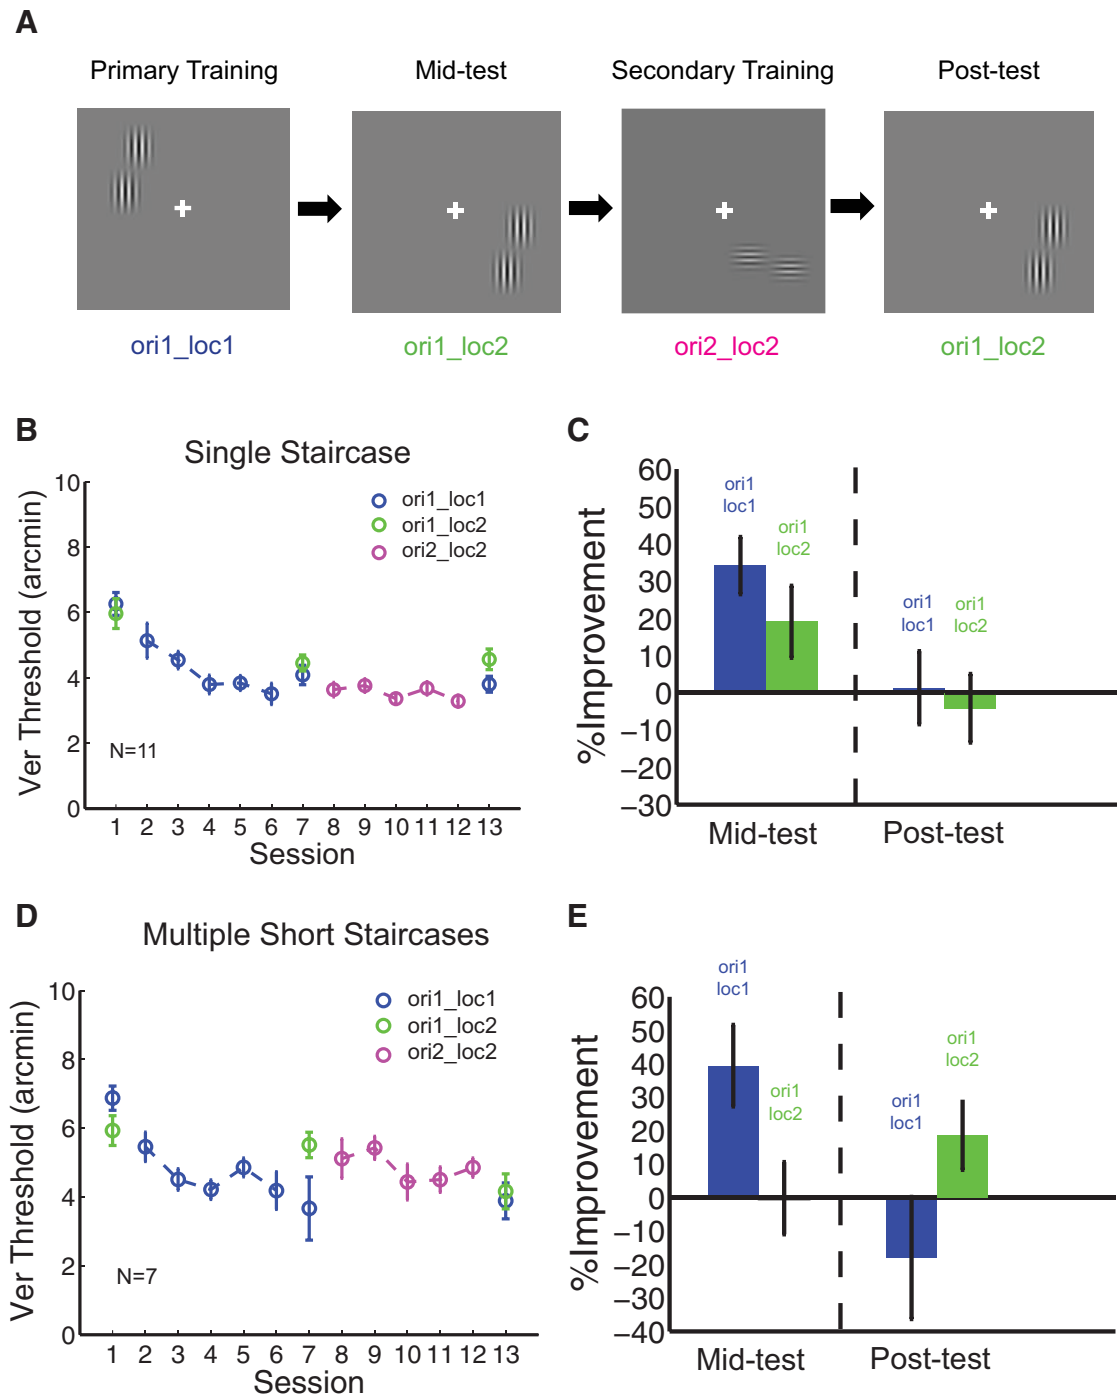 A
Primary Training
Mid-test
Secondary Training
Post-test
ori1_loc1
ori1_loc2
ori2_loc2
ori1_loc2
B
Single Staircase
Ver Threshold (arcmin)
10
8
6
4
2
0
ori1_loc1
ori1_loc2
ori2_loc2
N=11
1 2 3 4 5 6 7 8 9 10 11 12 13
Session
C
%Improvement
60
50
40
30
20
10
0
−10
−20
−30
ori1
loc1
ori1
loc2
ori1
loc1
ori1
loc2
Mid-test
Post-test
D
Multiple Short Staircases
Ver Threshold (arcmin)
10
8
6
4
2
0
ori1_loc1
ori1_loc2
ori2_loc2
N=7
1 2 3 4 5 6 7 8 9 10 11 12 13
Session
E
%Improvement
60
50
40
30
20
10
0
−10
−20
−30
−40
ori1
loc1
ori1
loc2
ori1
loc1
ori1
loc2
Mid-test
Post-test